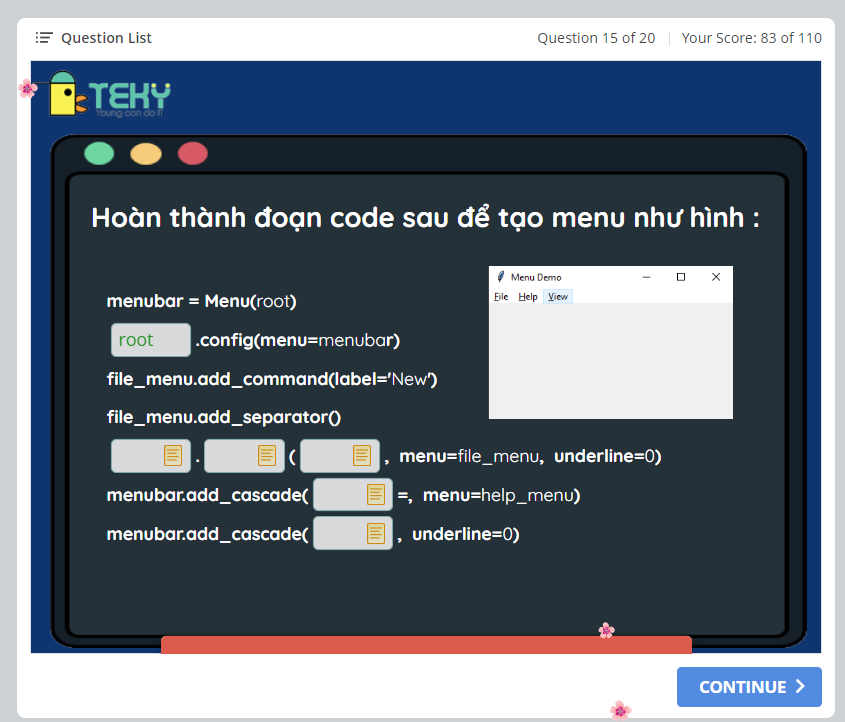 Question List
Question 15 of 20 | Your Score: 83 of 110
TEKY
Young can do IT
Hoàn thành đoạn code sau để tạo menu như hình :
Menu Demo
File Help View
menubar = Menu(root)
root .config(menu=menubar)
file_menu.add_command(label='New')
file_menu.add_separator()
. ( , menu=file_menu, underline=0)
menubar.add_cascade( =, menu=help_menu)
menubar.add_cascade( , underline=0)
CONTINUE